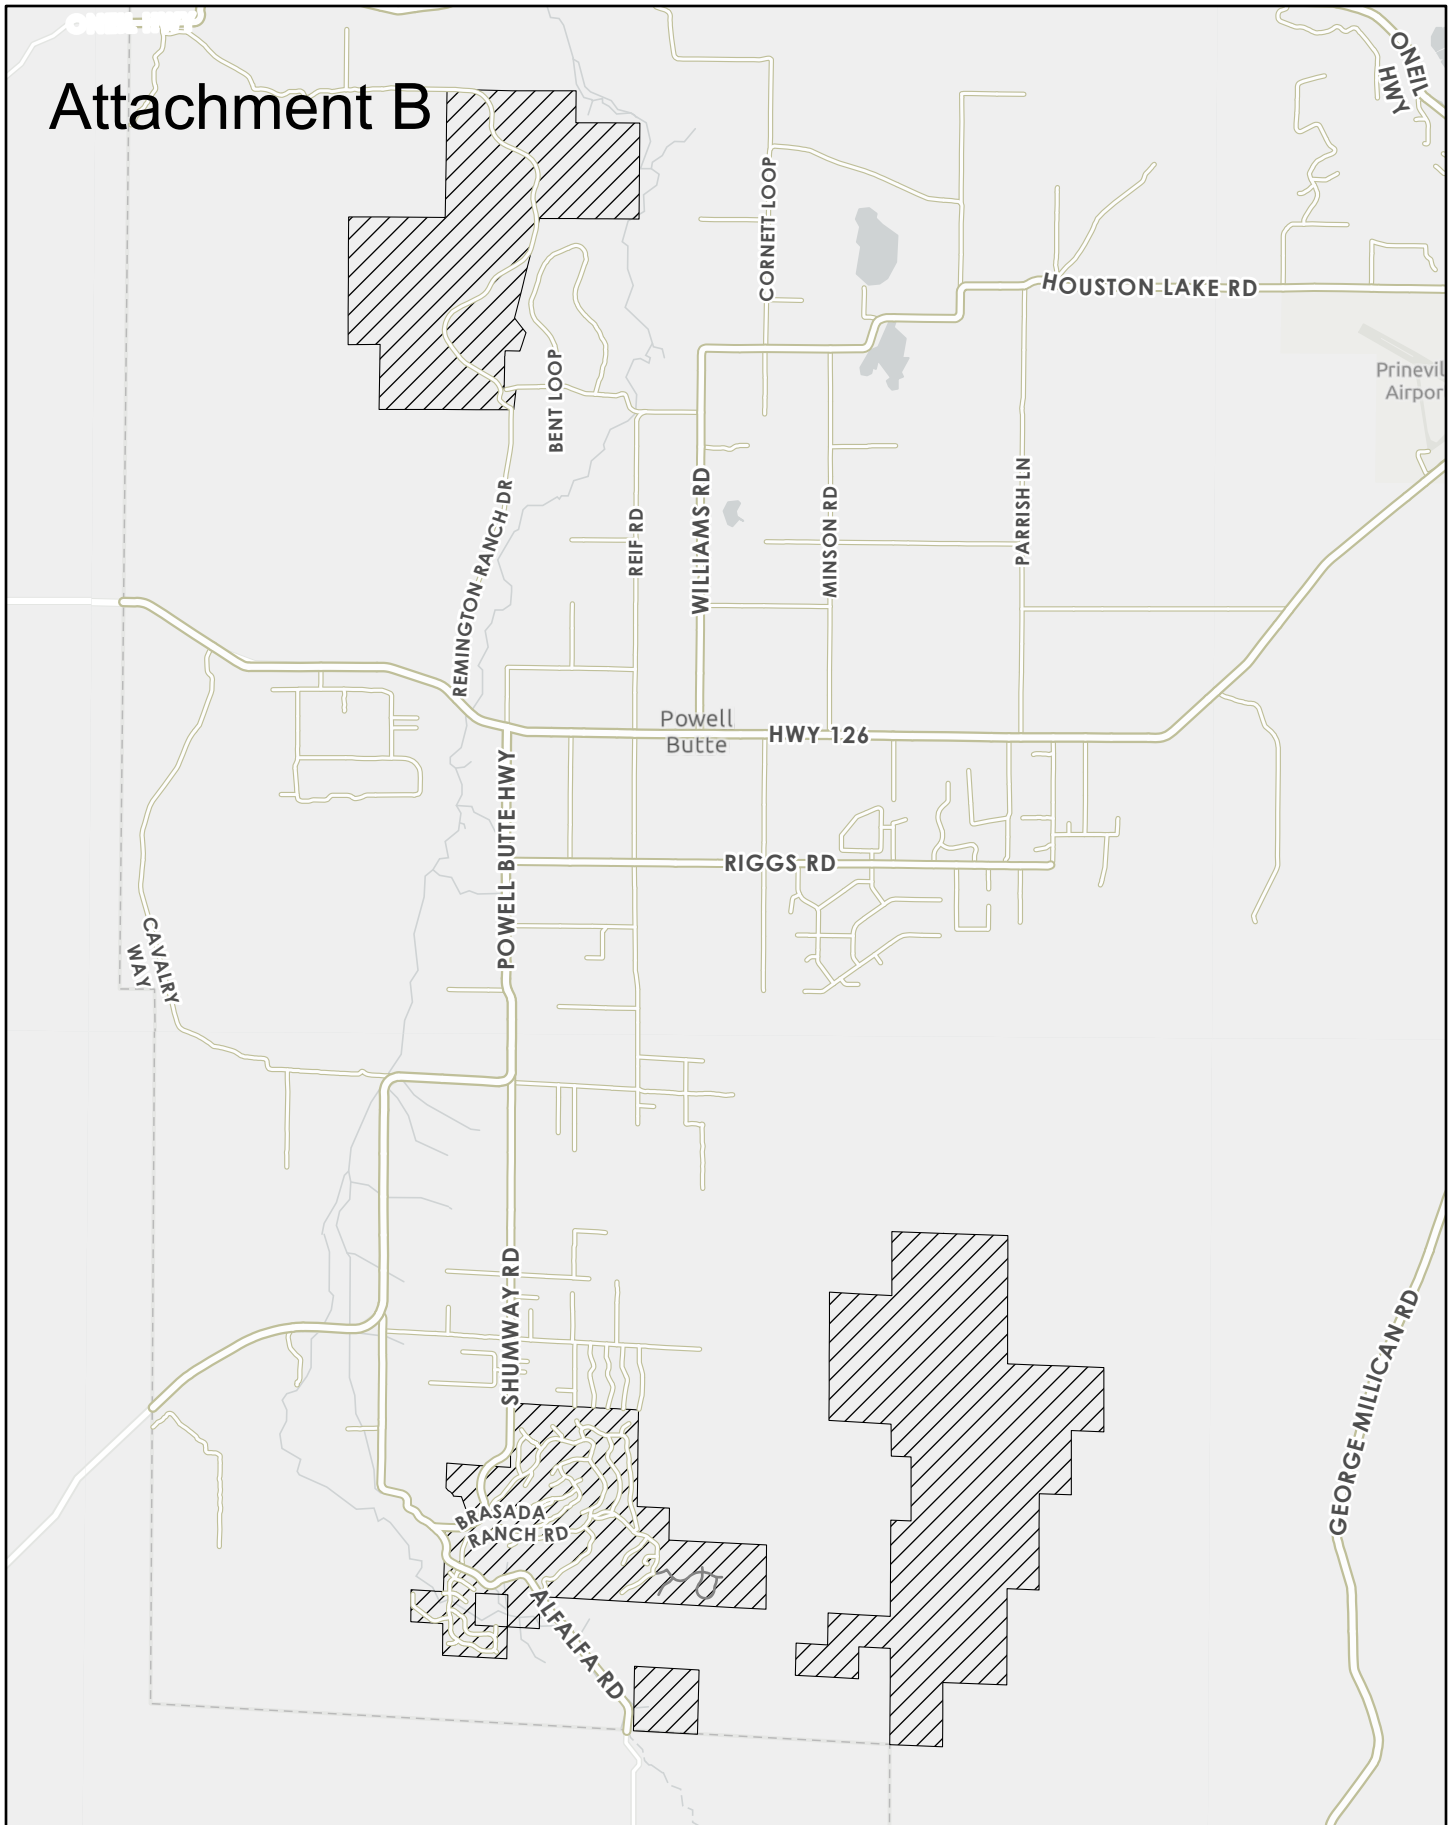 Attachment B
ONEIL
HWY
CORNETT LOOP
HOUSTON LAKE RD
Prinevil
Airpor
BENT LOOP
REMINGTON RANCH DR
REIF RD
WILLIAMS RD
MINSON RD
PARRISH LN
Powell
Butte
HWY 126
POWELL BUTTE HWY
RIGGS RD
CAVALRY
WAY
SHUMWAY RD
GEORGE MILLICAN RD
BRASADA
RANCH RD
ALFALFA RD